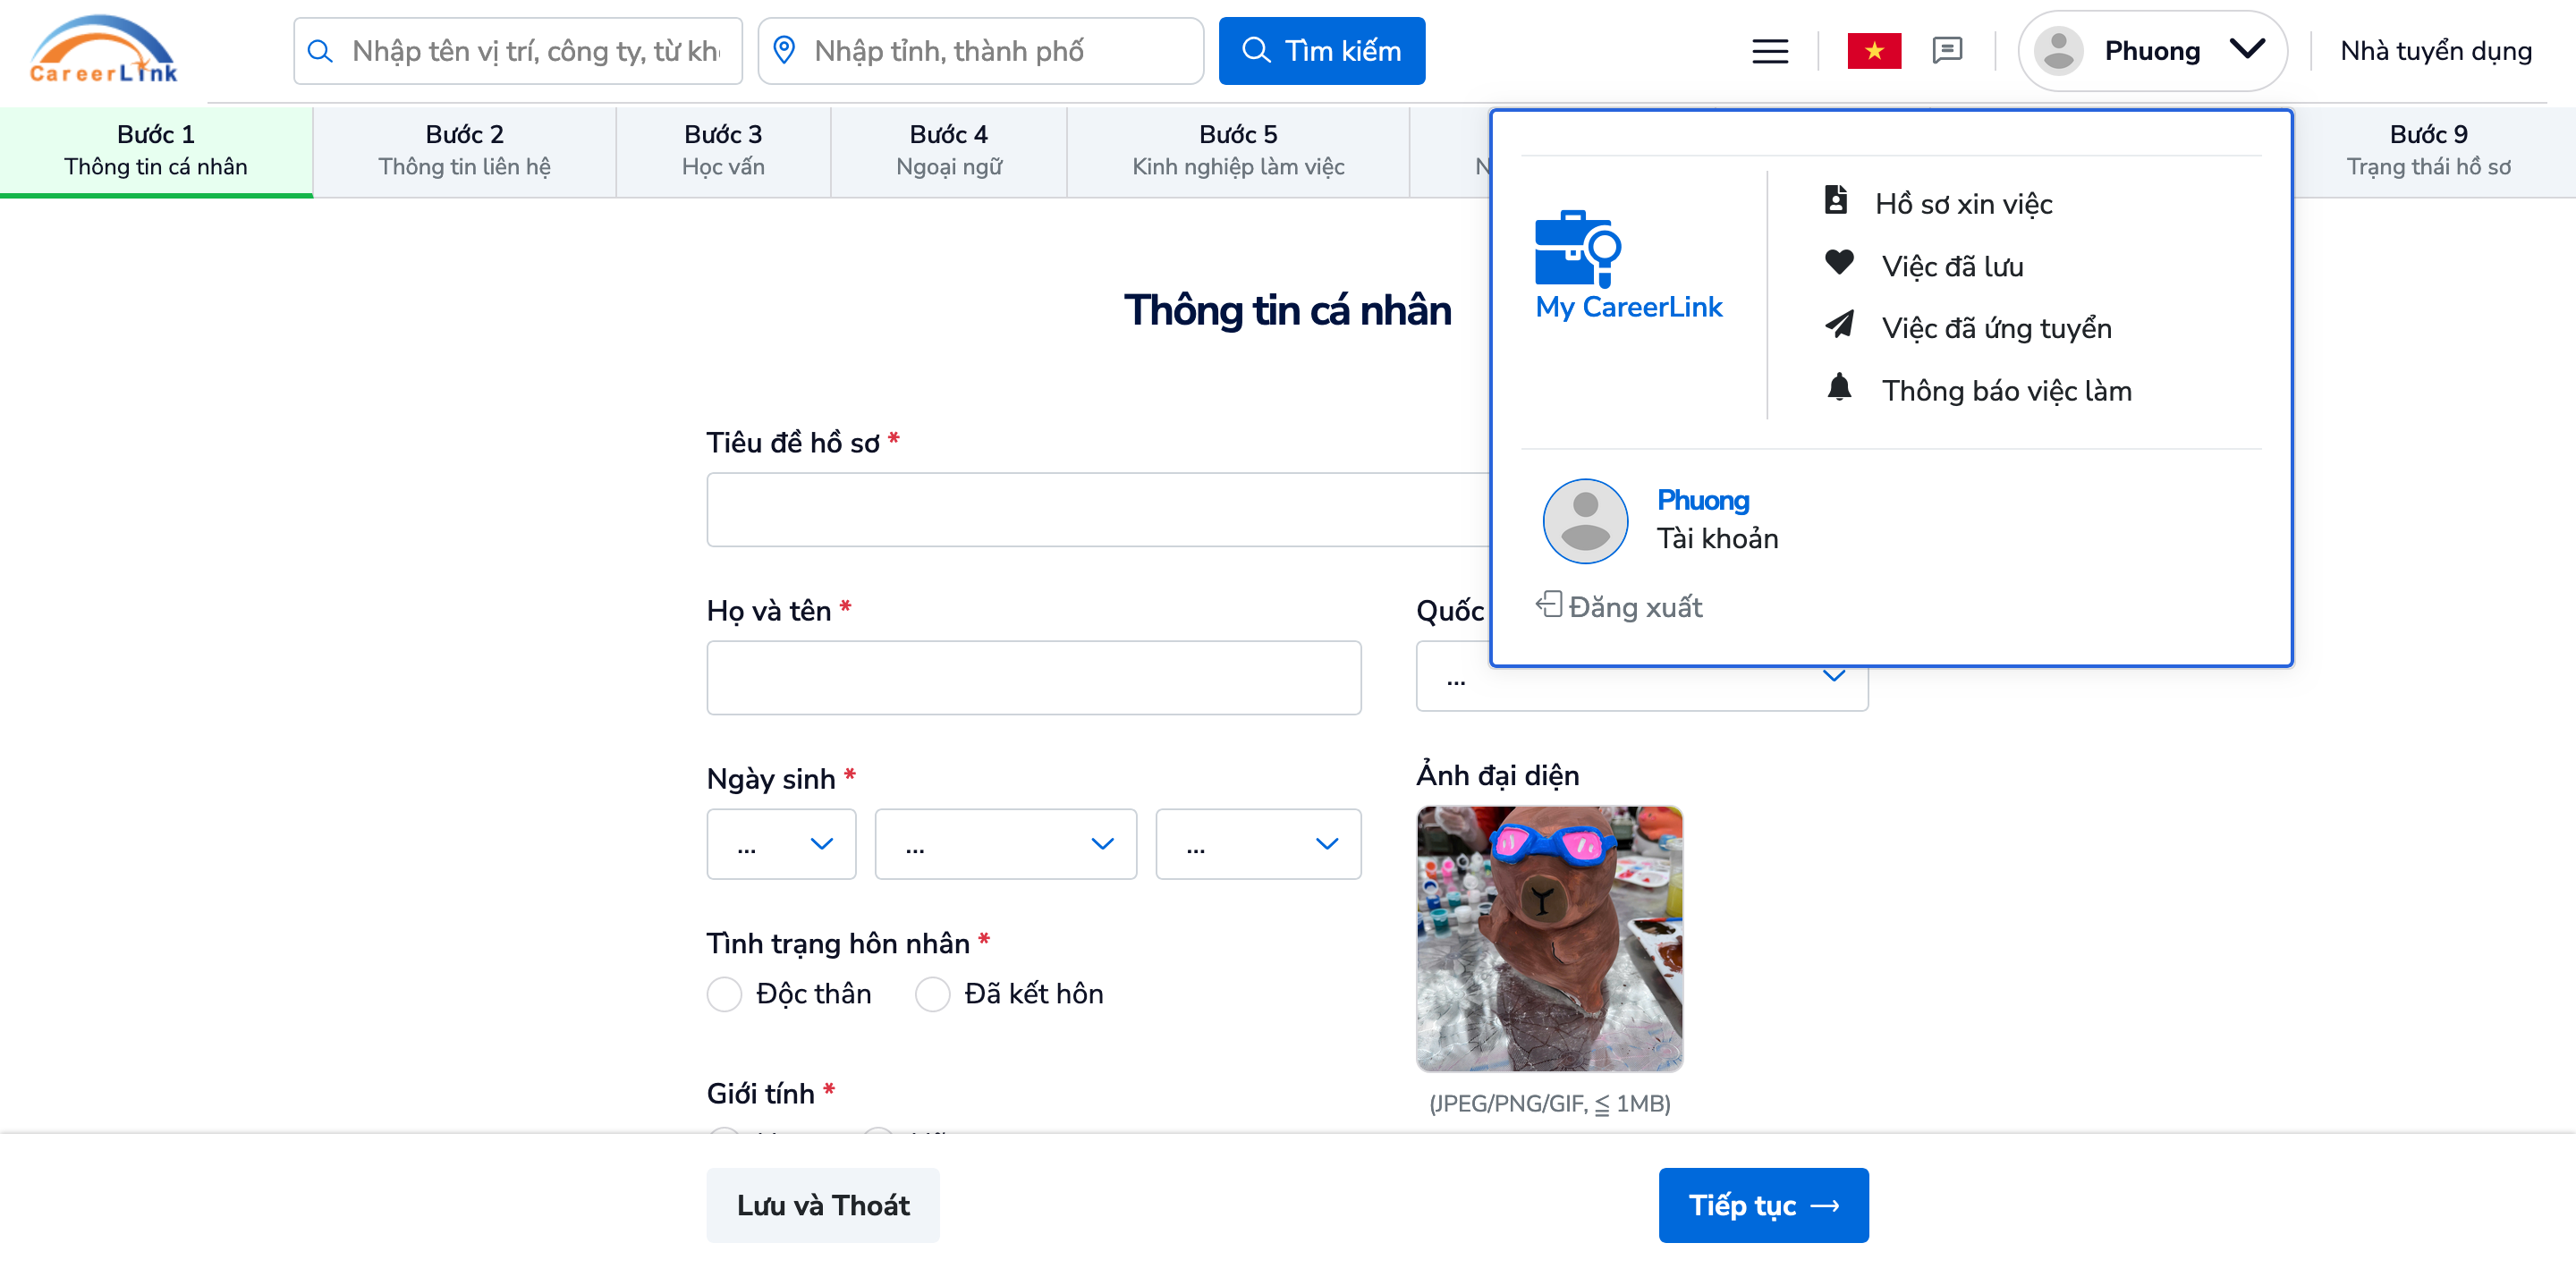 CareerLink
Nhập tên vị trí, công ty, từ kh
Nhập tỉnh, thành phố
Tìm kiếm
Phuong
Nhà tuyển dụng
Bước 1
Thông tin cá nhân
Bước 2
Thông tin liên hệ
Bước 3
Học vấn
Bước 4
Ngoại ngữ
Bước 5
Kinh nghiệp làm việc
N
Bước 9
Trạng thái hồ sơ
My CareerLink
Hồ sơ xin việc
Việc đã lưu
Việc đã ứng tuyển
Thông báo việc làm
Phuong
Tài khoản
Đăng xuất
Thông tin cá nhân
Tiêu đề hồ sơ *
Họ và tên *
Quốc
...
Ngày sinh *
...
...
...
Ảnh đại diện
(JPEG/PNG/GIF, ≦ 1MB)
Tình trạng hôn nhân *
Độc thân
Đã kết hôn
Giới tính *
Lưu và Thoát
Tiếp tục →